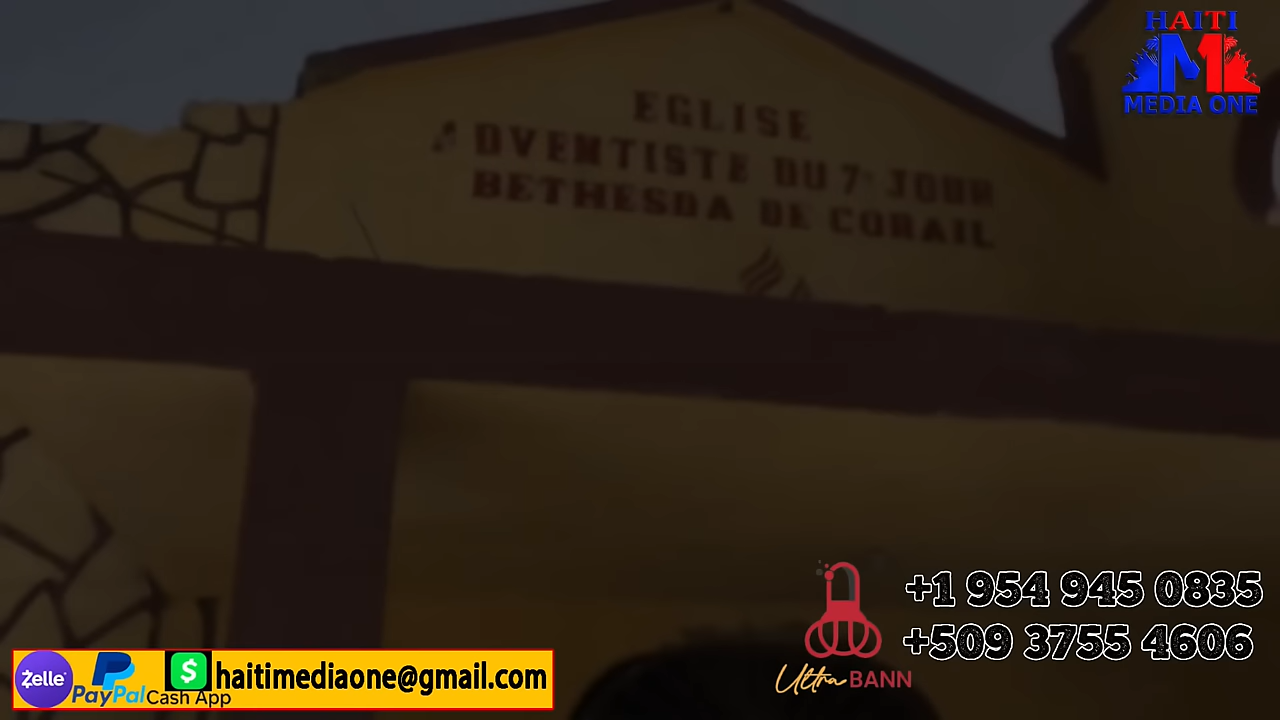 HAITI
M1
MEDIA ONE
EGLISE
ADVENTISTE DU 7e JOUR
BETHESDA DE CORAIL
+1 954 945 0835
+509 3755 4606
Ultra BANN
Zelle
PayPal
$
Cash App
haitimediaone@gmail.com